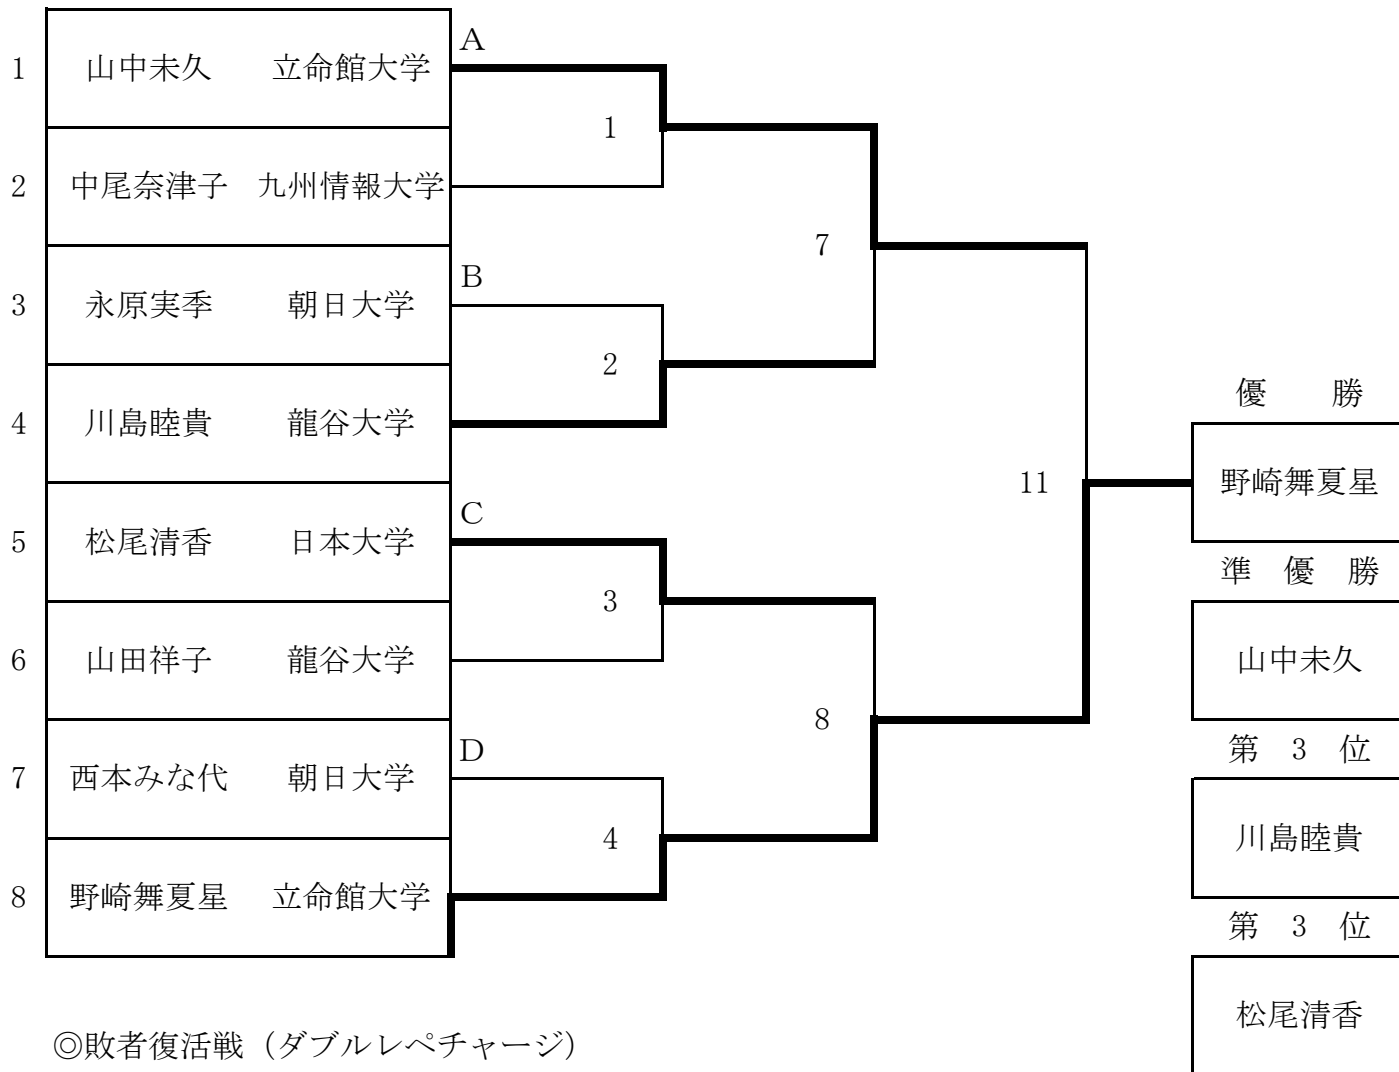 A
1 山中未久 立命館大学
1
2 中尾奈津子 九州情報大学
7
B
3 永原実季 朝日大学
2
優 勝
4 川島睦貴 龍谷大学
11 野崎舞夏星
C
5 松尾清香 日本大学
準 優 勝
3
6 山田祥子 龍谷大学
山中未久
8
D
第 3 位
7 西本みな代 朝日大学
4
川島睦貴
8 野崎舞夏星 立命館大学
第 3 位
松尾清香
◎敗者復活戦（ダブルレペチャージ）